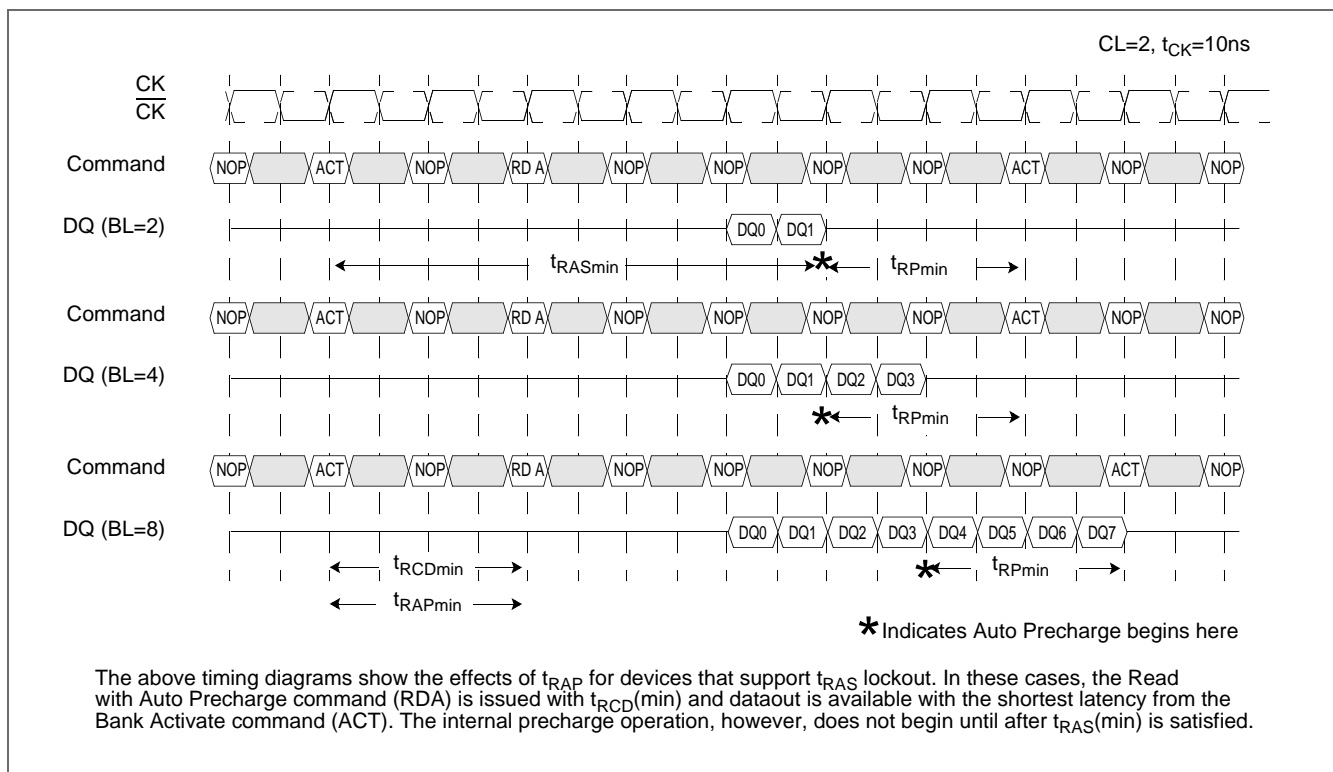 CL=2, tCK=10ns
CK
CK
Command NOP ACT NOP RD A NOP NOP NOP NOP ACT NOP NOP
DQ (BL=2) DQ0 DQ1
tRASmin * tRPmin
Command NOP ACT NOP RD A NOP NOP NOP NOP ACT NOP NOP
DQ (BL=4) DQ0 DQ1 DQ2 DQ3
* tRPmin
Command NOP ACT NOP RD A NOP NOP NOP NOP NOP ACT NOP
DQ (BL=8) DQ0 DQ1 DQ2 DQ3 DQ4 DQ5 DQ6 DQ7
tRCDmin * tRPmin
tRAPmin
* Indicates Auto Precharge begins here
The above timing diagrams show the effects of tRAP for devices that support tRAS lockout. In these cases, the Read
with Auto Precharge command (RDA) is issued with tRCD(min) and dataout is available with the shortest latency from the
Bank Activate command (ACT). The internal precharge operation, however, does not begin until after tRAS(min) is satisfied.